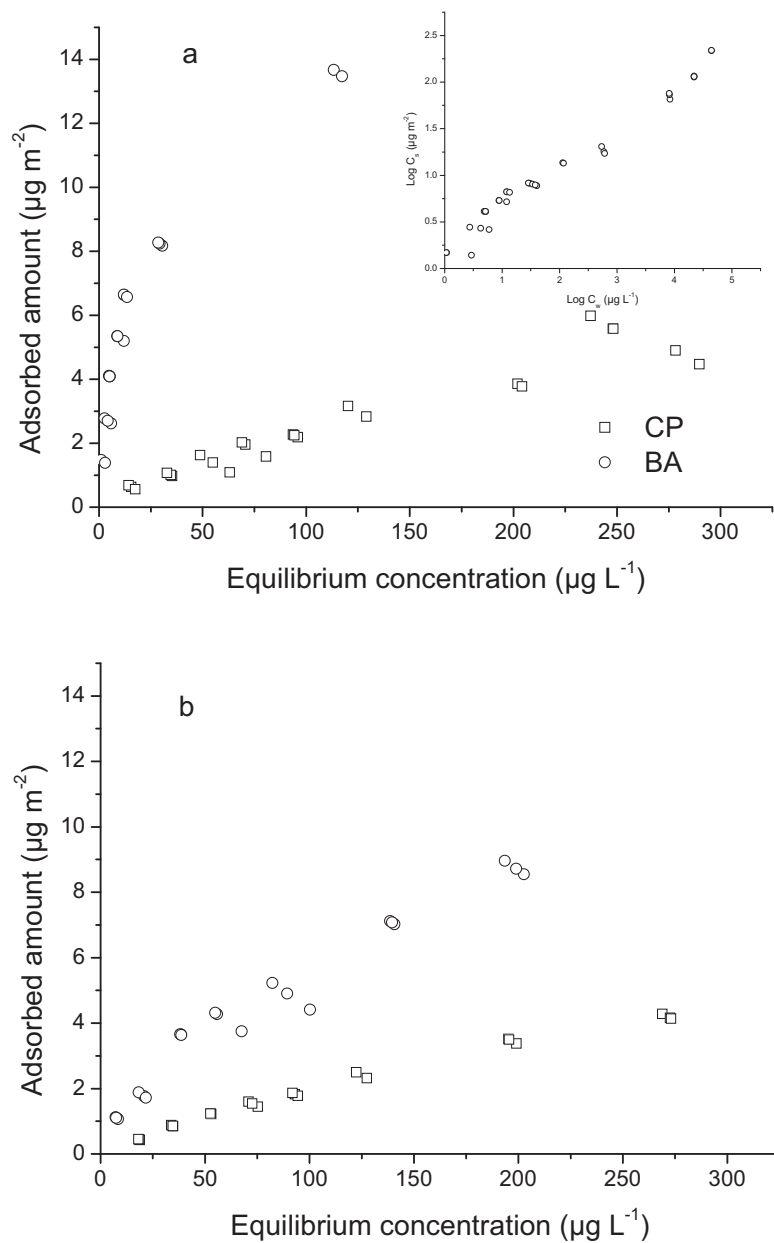 a
14
12
10
8
6
4
2
0
Adsorbed amount (µg m⁻²)
0 50 100 150 200 250 300
Equilibrium concentration (µg L⁻¹)
2.5
2.0
1.5
1.0
0.5
0.0
Log Cₛ (µg m⁻²)
0 1 2 3 4 5
Log C_w (µg L⁻¹)
CP
BA
b
14
12
10
8
6
4
2
0
Adsorbed amount (µg m⁻²)
0 50 100 150 200 250 300
Equilibrium concentration (µg L⁻¹)